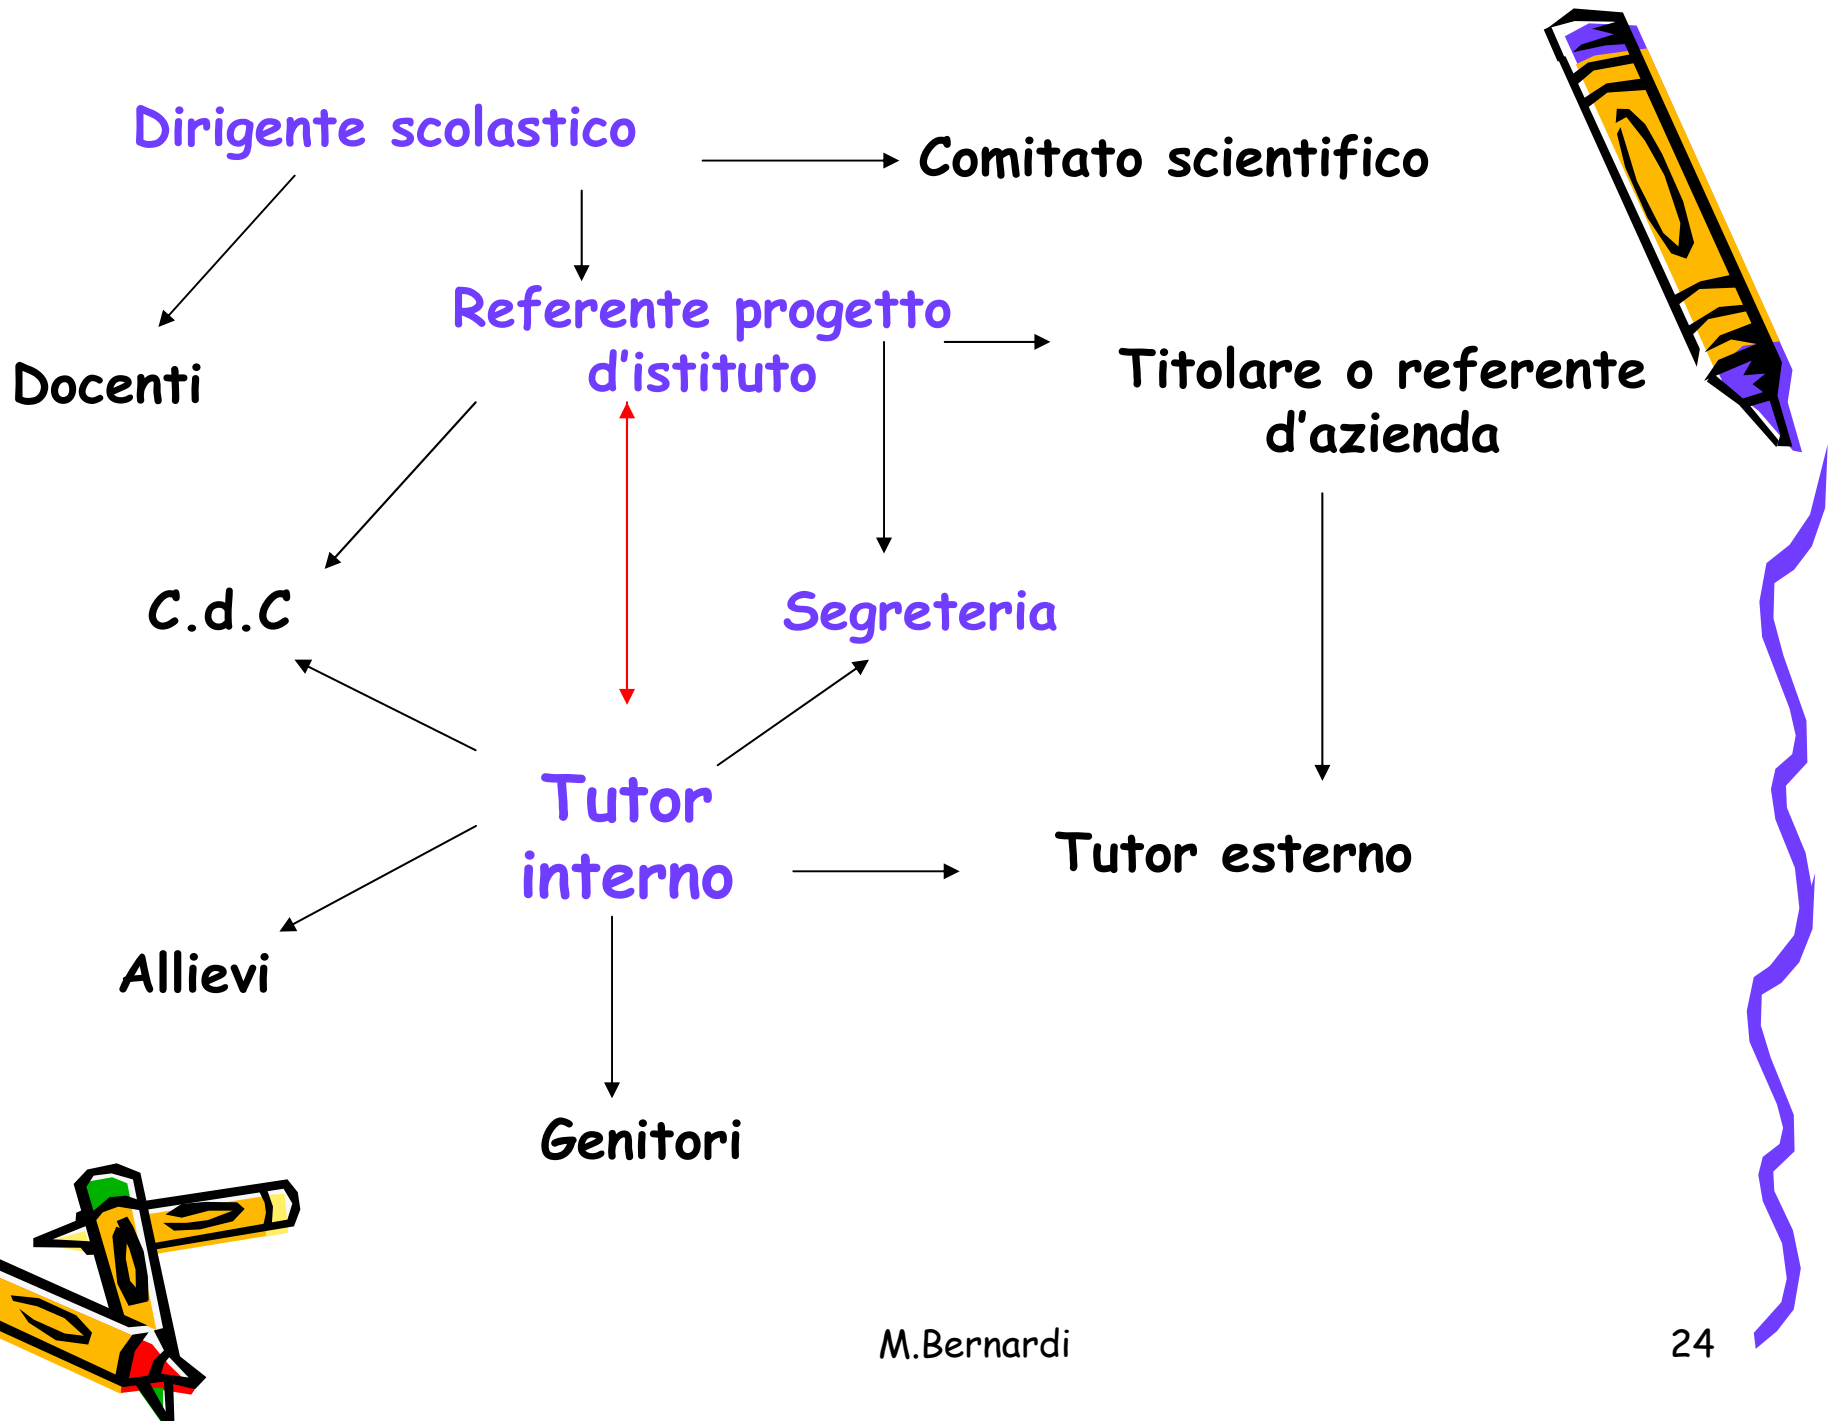 Dirigente scolastico
Comitato scientifico
Referente progetto
d'istituto
Titolare o referente
d'azienda
Docenti
C.d.C
Segreteria
Tutor
interno
Tutor esterno
Allievi
Genitori
M.Bernardi
24